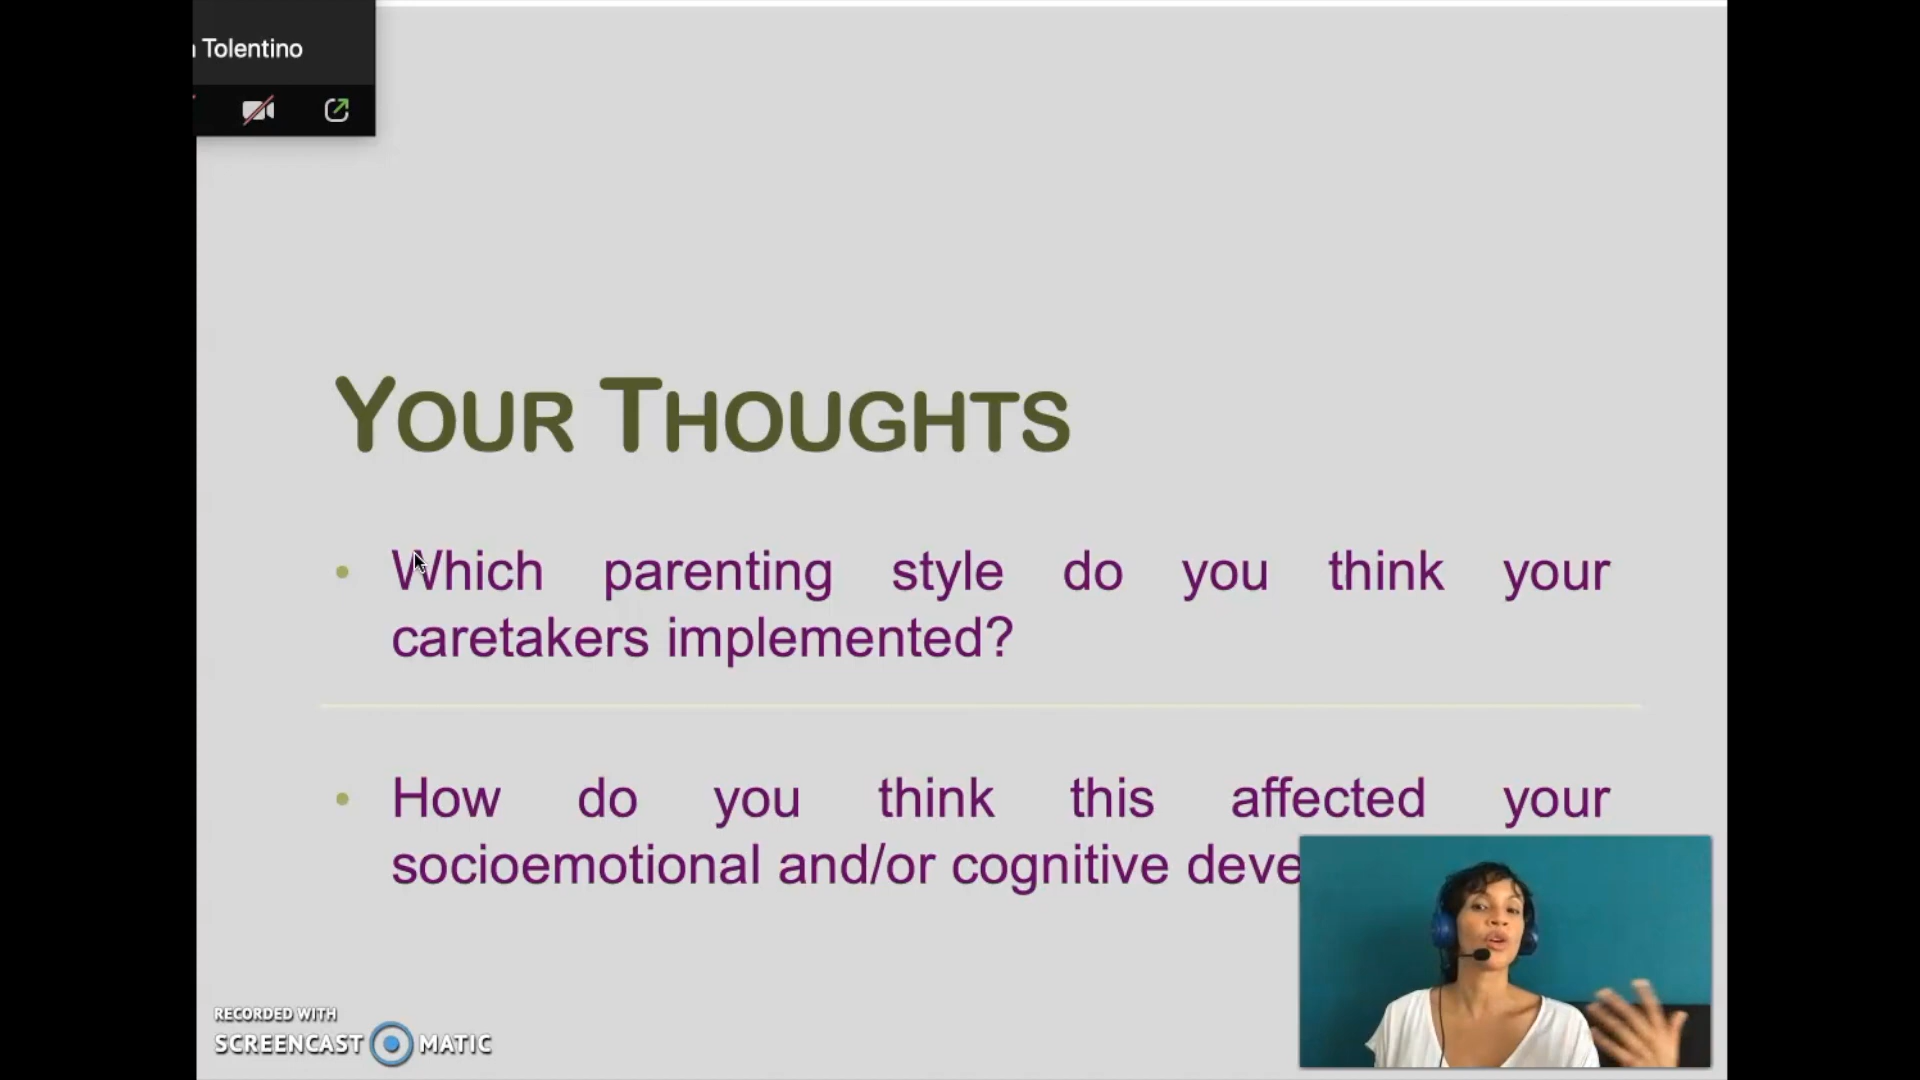 Tolentino
YOUR THOUGHTS
• Which parenting style do you think your
caretakers implemented?
• How do you think this affected your
socioemotional and/or cognitive deve
RECORDED WITH
SCREENCAST MATIC